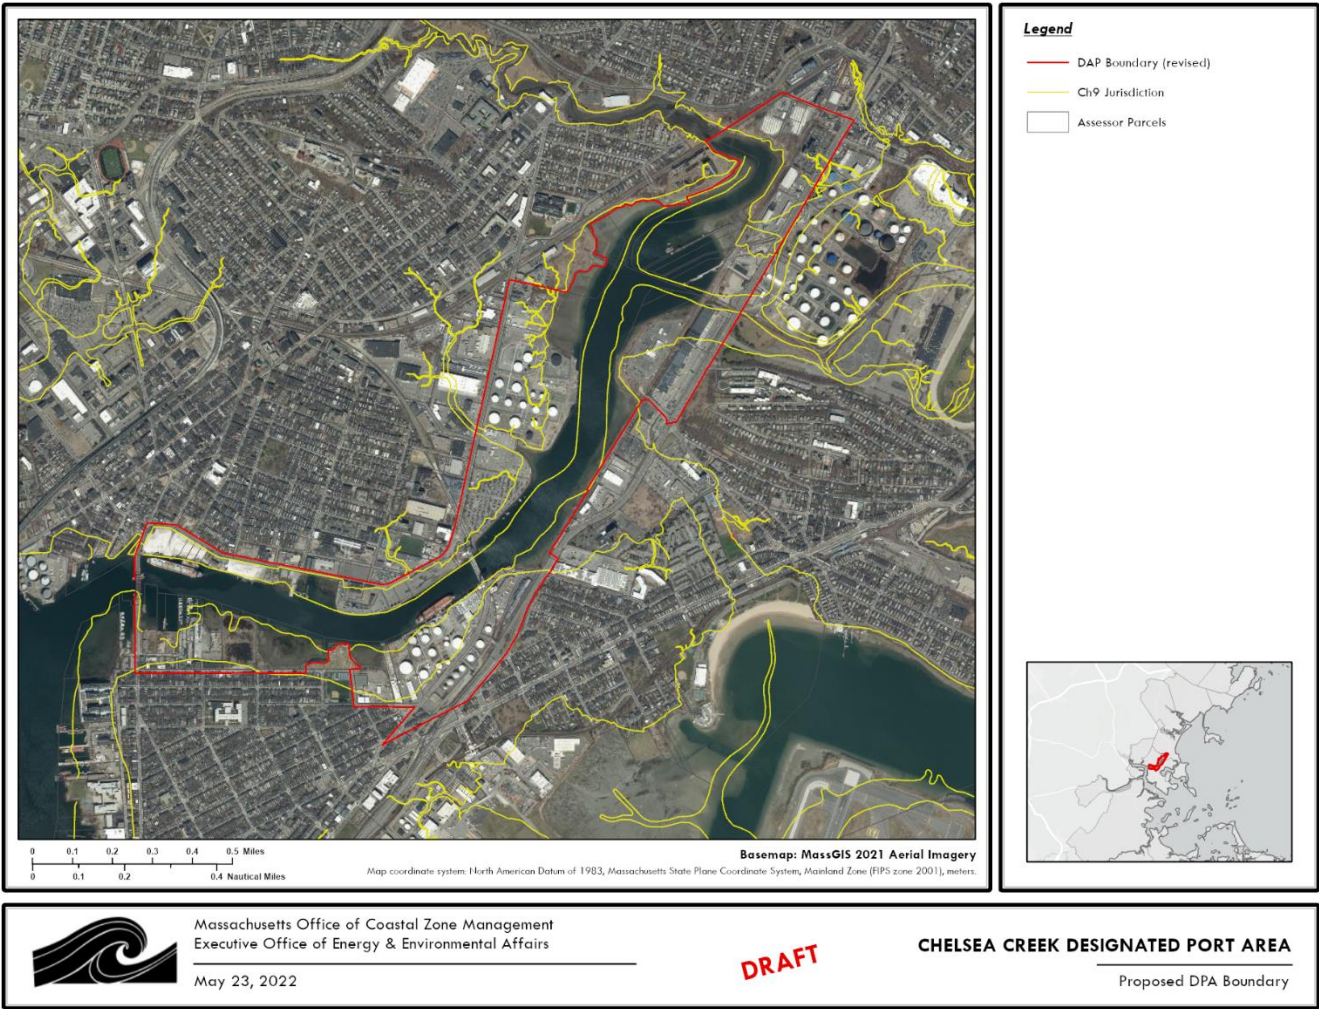 Legend
DAP Boundary (revised)
Ch9 Jurisdiction
Assessor Parcels
0 0.1 0.2 0.3 0.4 0.5 Miles
0 0.1 0.2 0.4 Nautical Miles
Basemap: MassGIS 2021 Aerial Imagery
Map coordinate system: North American Datum of 1983, Massachusetts State Plane Coordinate System, Mainland Zone (FIPS zone 2001), meters.
Massachusetts Office of Coastal Zone Management
Executive Office of Energy & Environmental Affairs
May 23, 2022
DRAFT
CHELSEA CREEK DESIGNATED PORT AREA
Proposed DPA Boundary